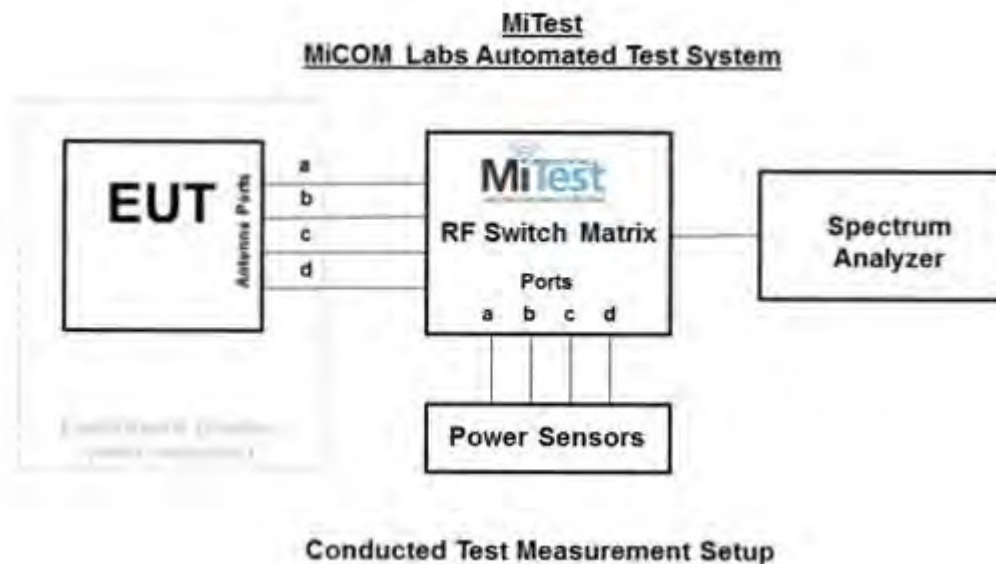 MiTest
MiCOM Labs Automated Test System
EUT
Antenna Ports
a
b
c
d
MiTest
RF Switch Matrix
Ports
a b c d
Spectrum
Analyzer
Power Sensors
Conducted Test Measurement Setup